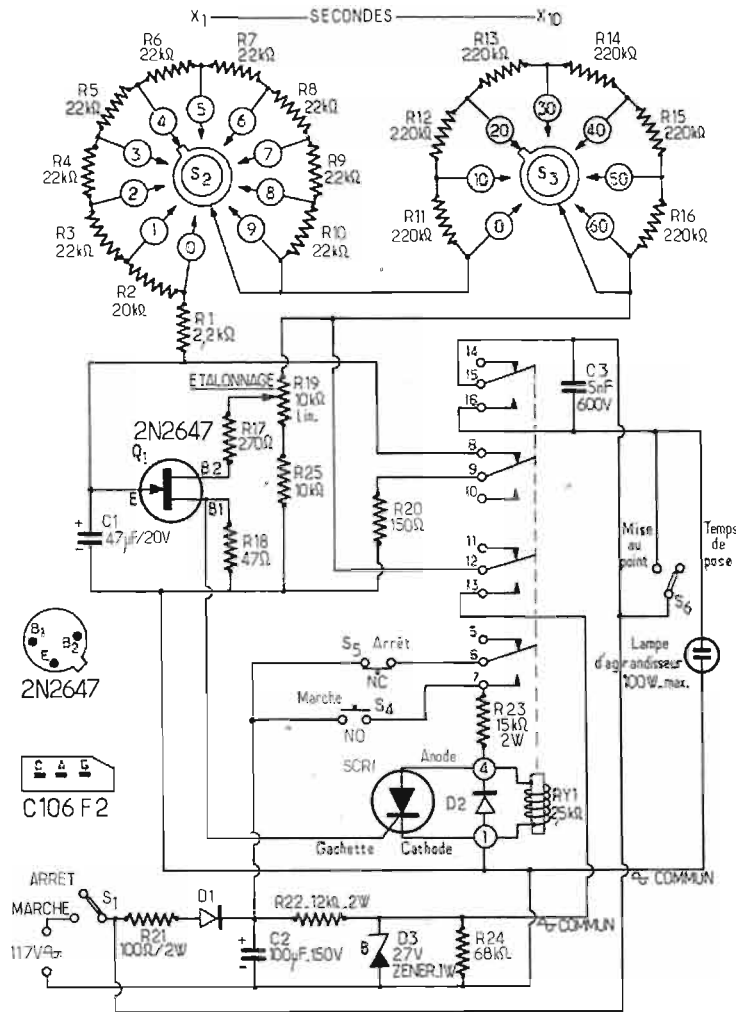 X1 SECONDES X10
R6
22kΩ
R7
22kΩ
R5
22kΩ
R8
22kΩ
R4
22kΩ
R9
22kΩ
R3
22kΩ
R10
22kΩ
R2
20kΩ
0
1
2
3
4
5
6
7
8
9
S2
R13
220kΩ
R14
220kΩ
R12
220kΩ
R15
220kΩ
R11
220kΩ
R16
220kΩ
0
10
20
30
40
50
60
S3
R1
2,2kΩ
ETALONNAGE
R19
10kΩ
Lin.
R17
270Ω
2N2647
Q1
B2
E
B1
R25
10kΩ
C1
47µF/20V
+
-
R18
47Ω
R20
150Ω
14
15
16
8
9
10
11
12
13
5
6
7
C3
5nF
600V
Mise
au
point
Temps
de
pose
S6
Lampe
d'agrandisseur
100W.max.
B1
B2
E
2N2647
S5 Arrêt
NC
Marche S4
NO
R23
15kΩ
2W
SCR1
Anode
4
D2
RY1
25kΩ
1
Gachette
Cathode
C A G
C106 F2
COMMUN
ARRET
MARCHE
S1
117V
R21
100Ω/2W
D1
R22_12kΩ_2W
COMMUN
+
-
C2
100µF_150V
B
D3
27V
ZENER_1W
R24
68kΩ